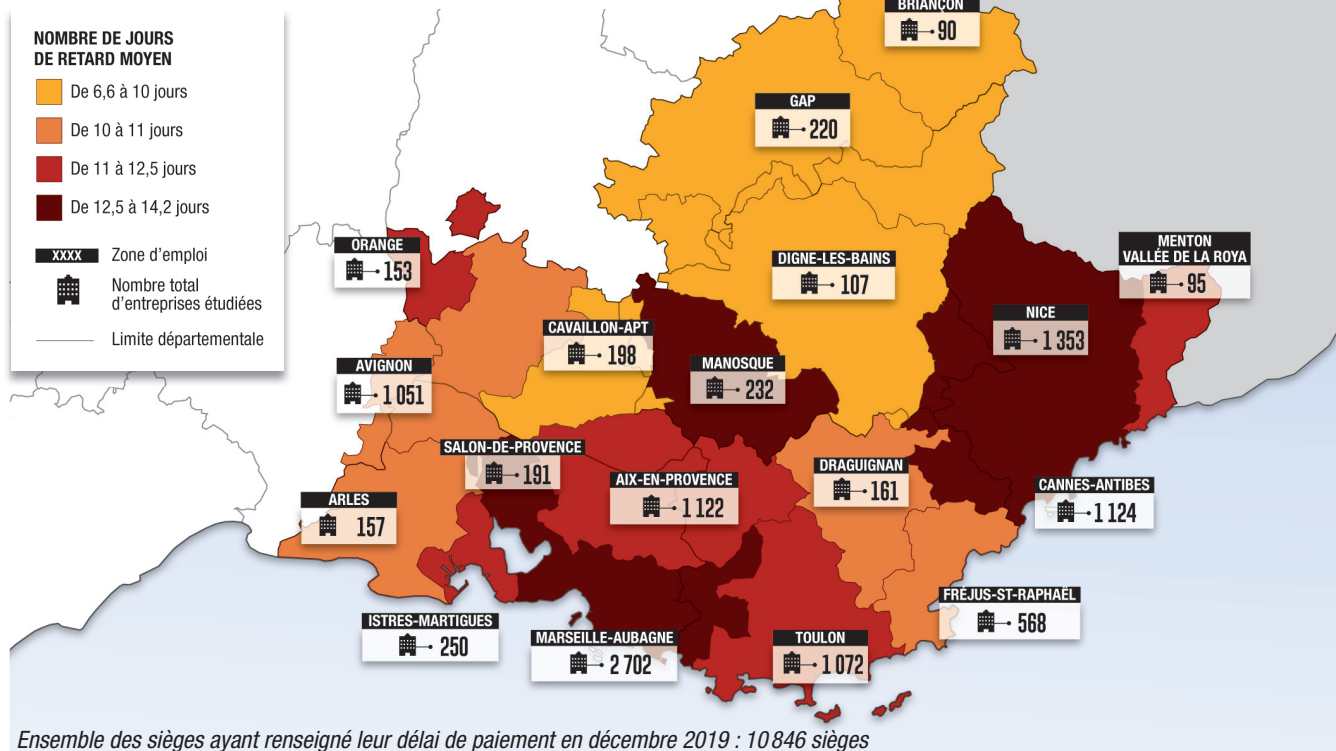 NOMBRE DE JOURS
DE RETARD MOYEN
De 6,6 à 10 jours
De 10 à 11 jours
De 11 à 12,5 jours
De 12,5 à 14,2 jours
XXXX Zone d'emploi
Nombre total
d'entreprises étudiées
Limite départementale
BRIANÇON
90
GAP
220
ORANGE
153
DIGNE-LES-BAINS
107
MENTON
VALLÉE DE LA ROYA
95
NICE
1 353
CAVAILLON-APT
198
MANOSQUE
232
AVIGNON
1 051
SALON-DE-PROVENCE
191
AIX-EN-PROVENCE
1 122
DRAGUIGNAN
161
CANNES-ANTIBES
1 124
ARLES
157
FRÉJUS-ST-RAPHAËL
568
ISTRES-MARTIGUES
250
MARSEILLE-AUBAGNE
2 702
TOULON
1 072
Ensemble des sièges ayant renseigné leur délai de paiement en décembre 2019 : 10 846 sièges